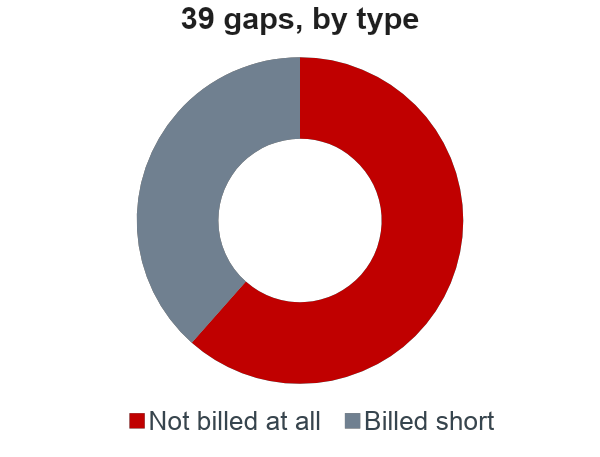 39 gaps, by type
Not billed at all Billed short